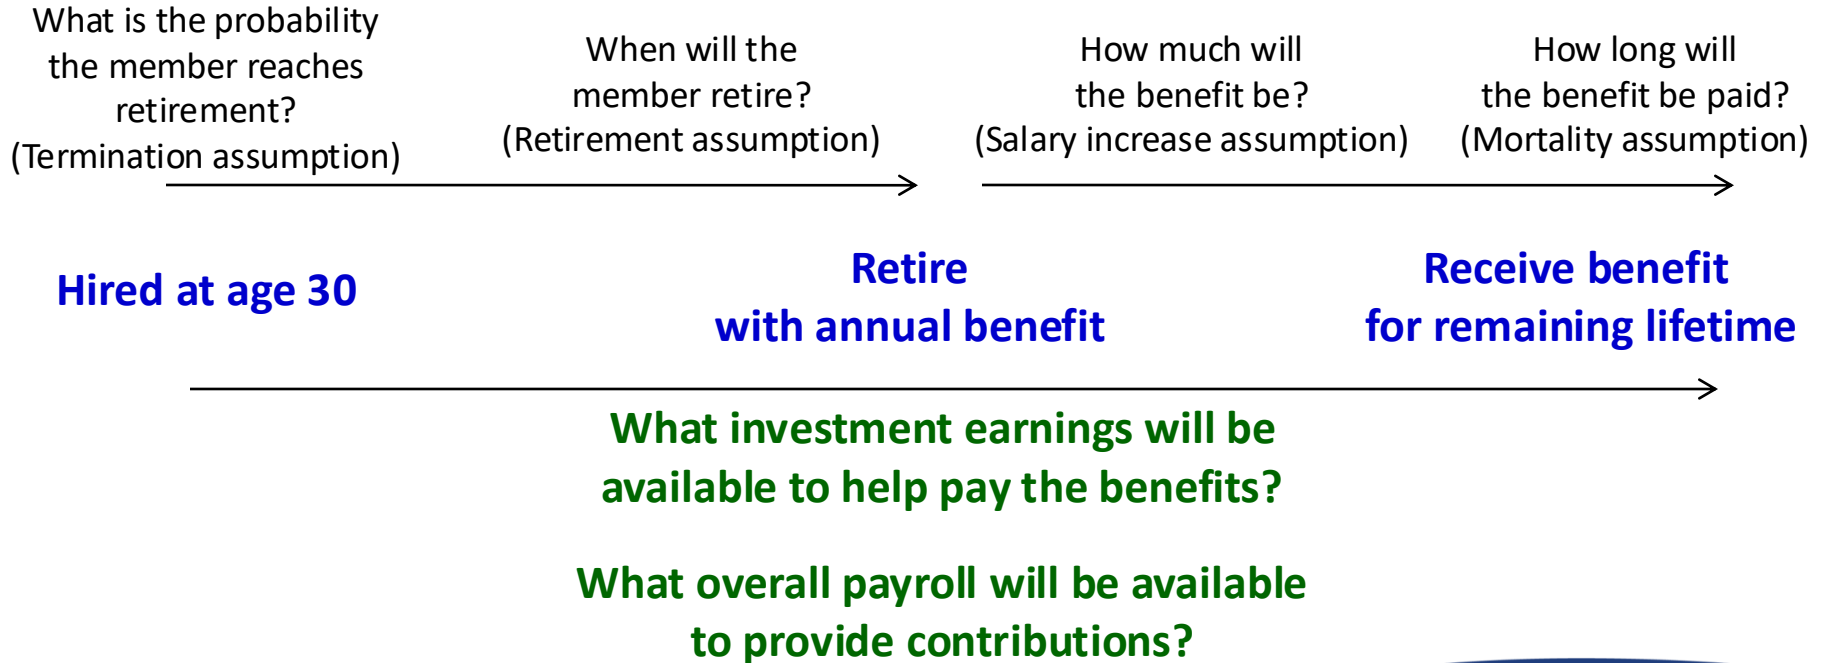 What is the probability
the member reaches
retirement?
(Termination assumption)
When will the
member retire?
(Retirement assumption)
How much will
the benefit be?
(Salary increase assumption)
How long will
the benefit be paid?
(Mortality assumption)
Hired at age 30
Retire
with annual benefit
Receive benefit
for remaining lifetime
What investment earnings will be
available to help pay the benefits?
What overall payroll will be available
to provide contributions?